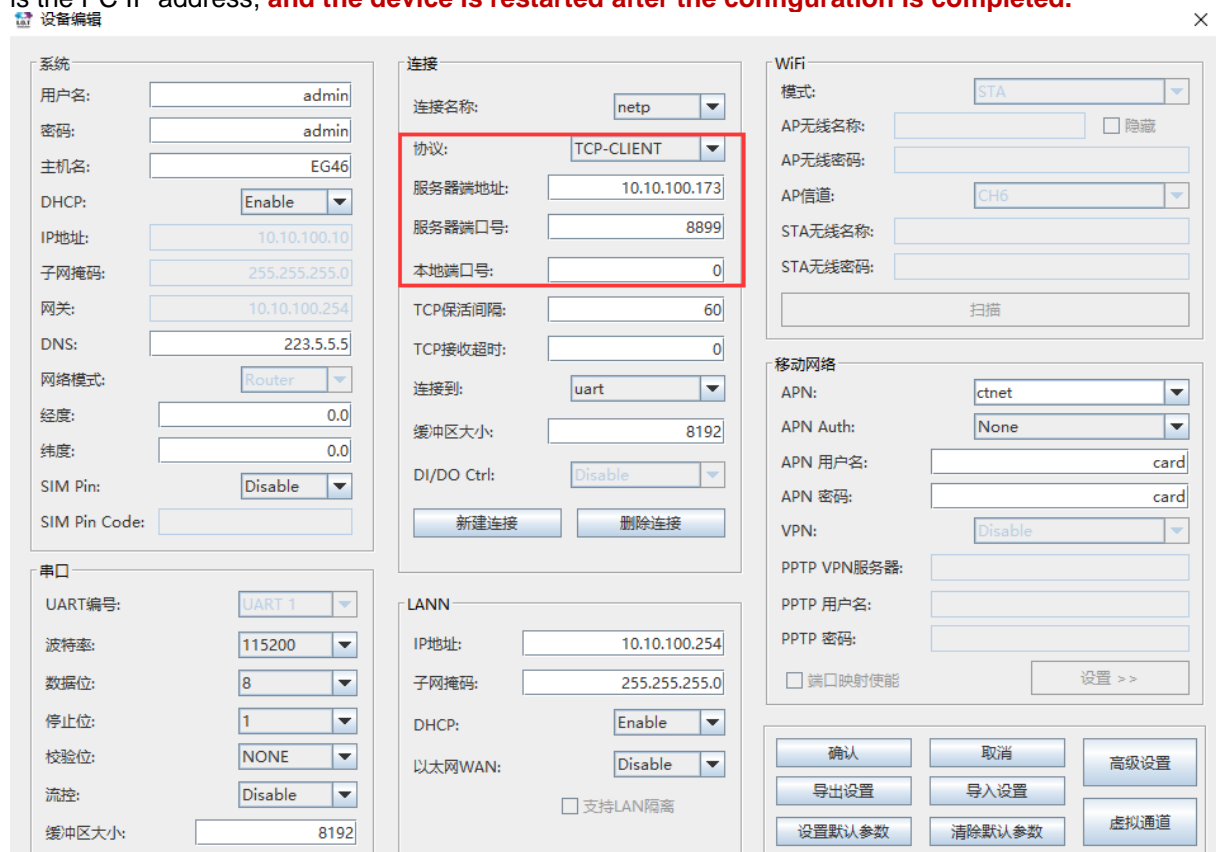 is the PC IP address, and the device is restarted after the configuration is completed.
设备编辑
系统
用户名: admin
密码: admin
主机名: EG46
DHCP: Enable
IP地址: 10.10.100.10
子网掩码: 255.255.255.0
网关: 10.10.100.254
DNS: 223.5.5.5
网络模式: Router
经度: 0.0
纬度: 0.0
SIM Pin: Disable
SIM Pin Code:
串口
UART编号: UART 1
波特率: 115200
数据位: 8
停止位: 1
校验位: NONE
流控: Disable
缓冲区大小: 8192
连接
连接名称: netp
协议: TCP-CLIENT
服务器端地址: 10.10.100.173
服务器端口号: 8899
本地端口号: 0
TCP保活间隔: 60
TCP接收超时: 0
连接到: uart
缓冲区大小: 8192
DI/DO Ctrl: Disable
新建连接 删除连接
LANN
IP地址: 10.10.100.254
子网掩码: 255.255.255.0
DHCP: Enable
以太网WAN: Disable
支持LAN隔离
WiFi
模式: STA
AP无线名称: 隐藏
AP无线密码:
AP信道: CH6
STA无线名称:
STA无线密码:
扫描
移动网络
APN: ctnet
APN Auth: None
APN 用户名: card
APN 密码: card
VPN: Disable
PPTP VPN服务器:
PPTP 用户名:
PPTP 密码:
端口映射使能 设置 >>
确认 取消 高级设置
导出设置 导入设置
设置默认参数 清除默认参数 虚拟通道